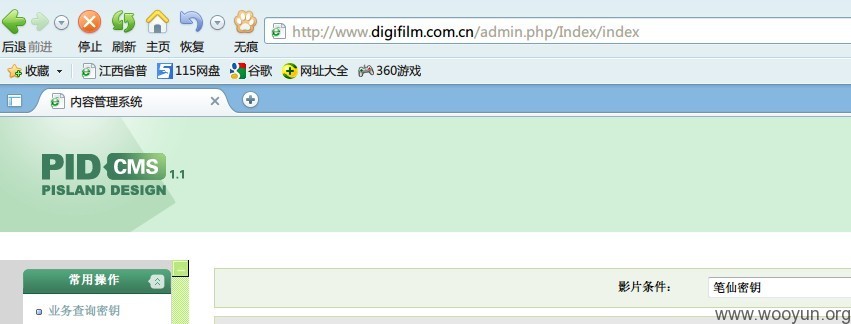 http://www.digifilm.com.cn/admin.php/Index/index
后退 前进 停止 刷新 主页 恢复 无痕
收藏 江西省普 115网盘 谷歌 网址大全 360游戏
内容管理系统
PID CMS 1.1
PISLAND DESIGN
常用操作
影片条件: 笔仙密钥
业务查询密钥
www.wooyun.org